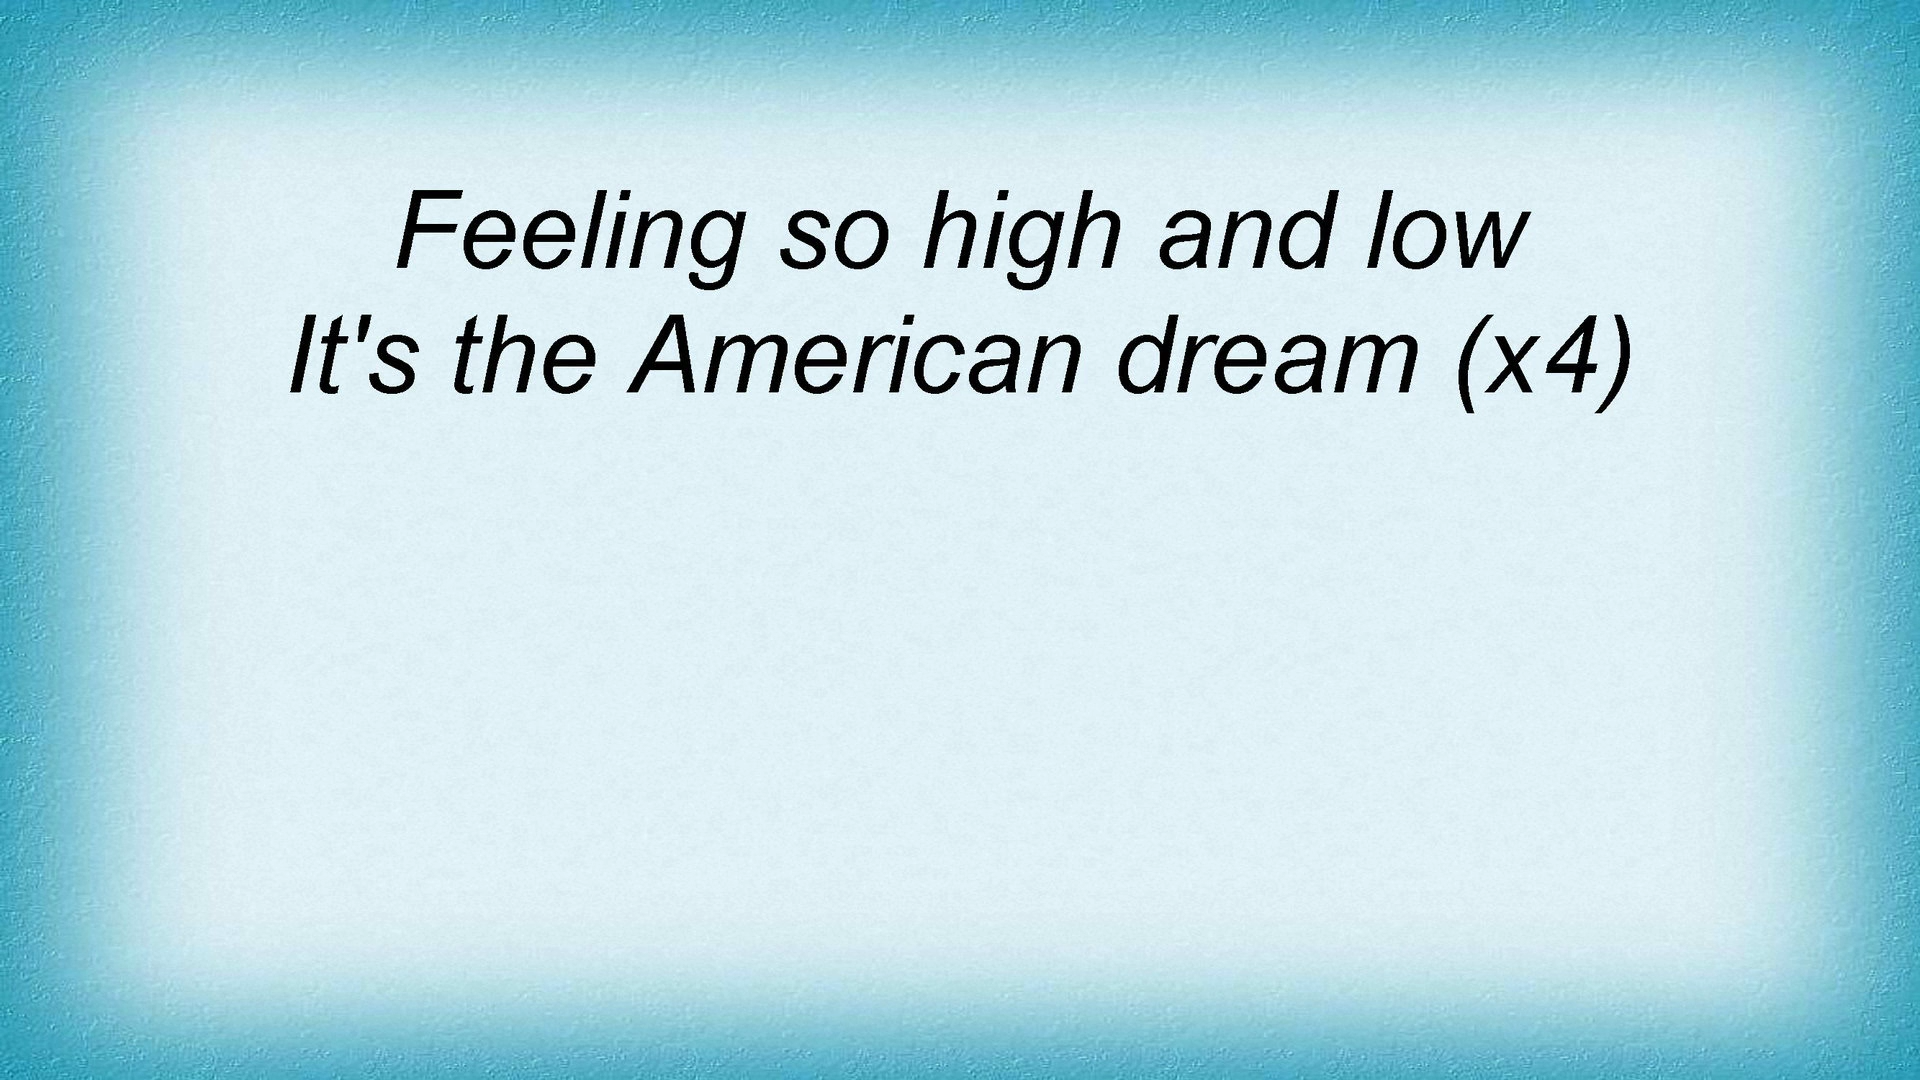 Feeling so high and low
It's the American dream (x4)